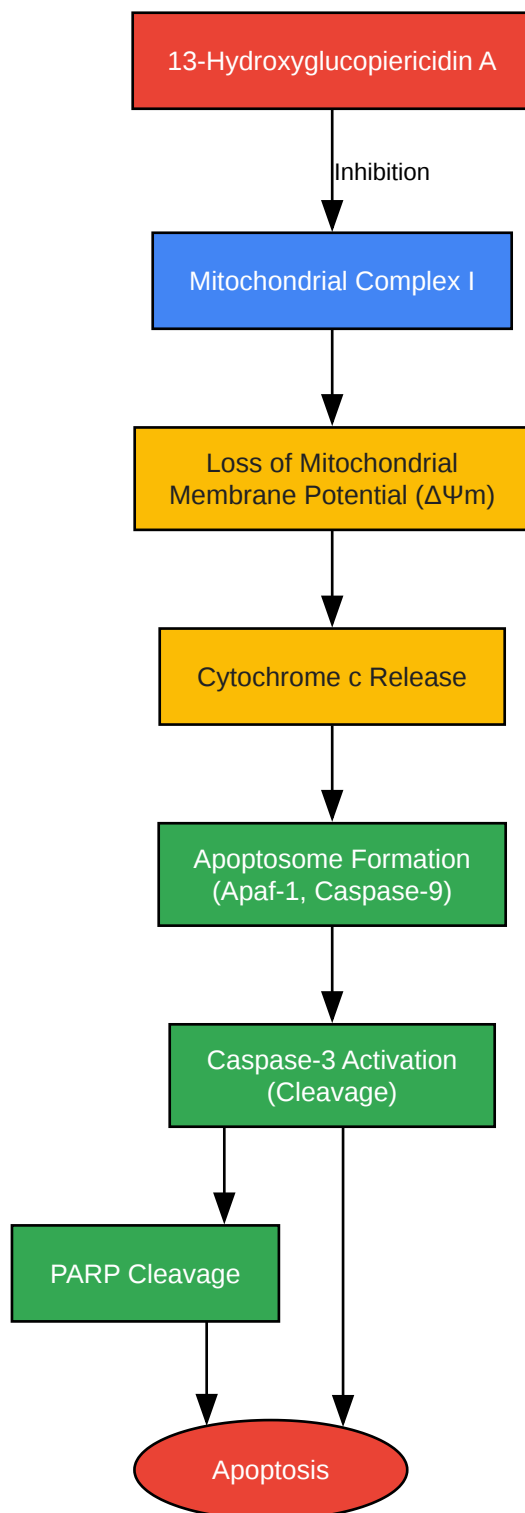 13-Hydroxyglucopiericidin A
Inhibition
Mitochondrial Complex I
Loss of Mitochondrial
Membrane Potential (ΔΨm)
Cytochrome c Release
Apoptosome Formation
(Apaf-1, Caspase-9)
Caspase-3 Activation
(Cleavage)
PARP Cleavage
Apoptosis